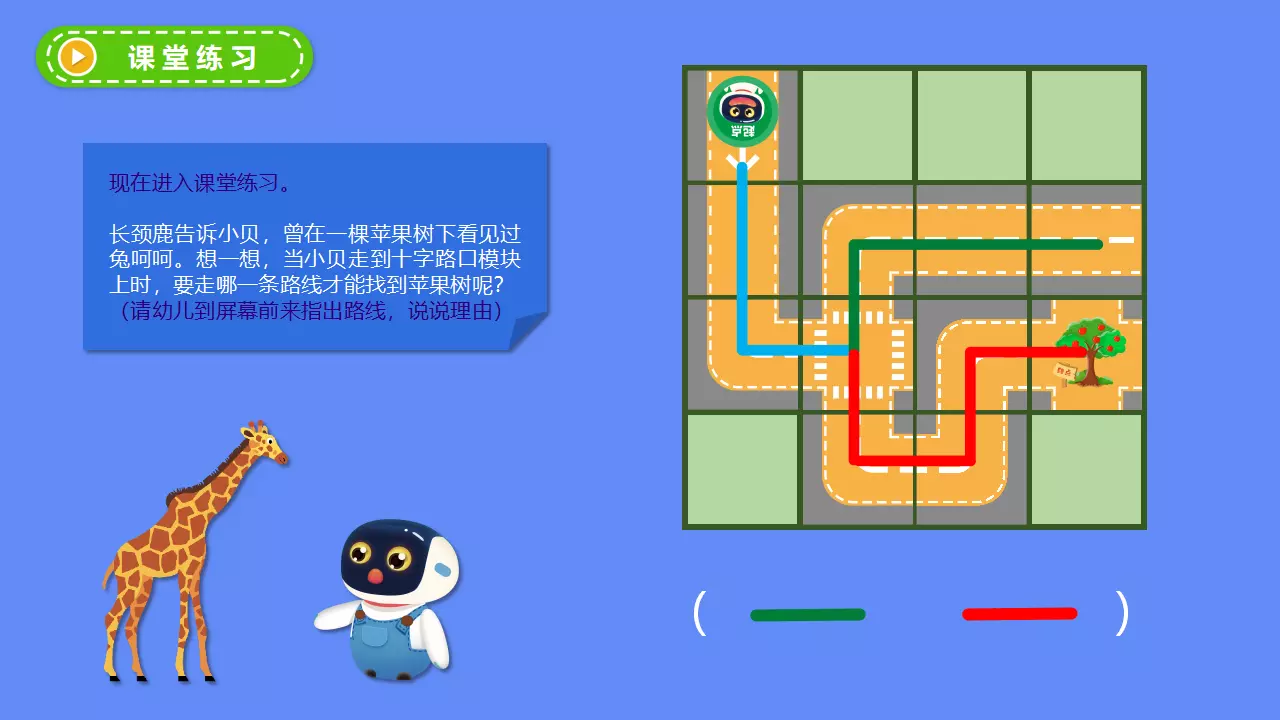 课堂练习
现在进入课堂练习。
长颈鹿告诉小贝，曾在一棵苹果树下看见过
兔呵呵。想一想，当小贝走到十字路口模块
上时，要走哪一条路线才能找到苹果树呢？
（请幼儿到屏幕前来指出路线，说说理由）
起点
终点
(    )